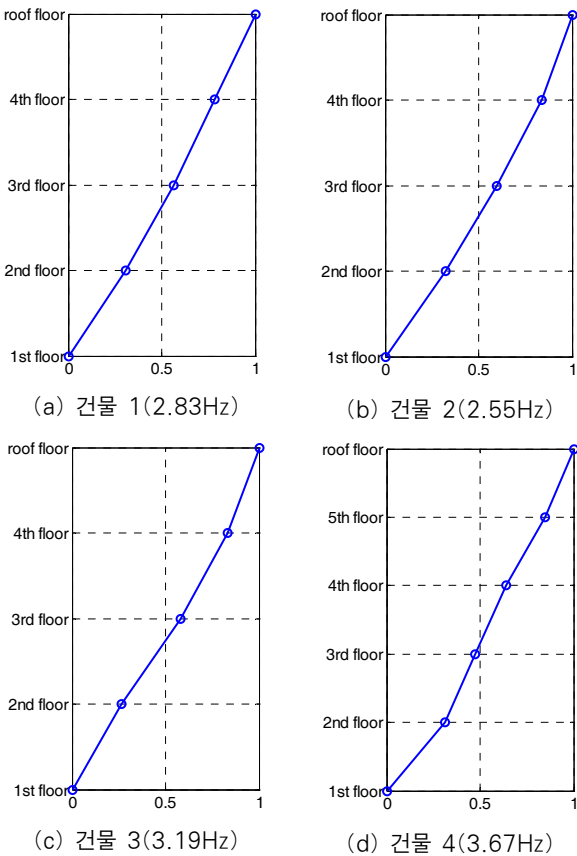 roof floor
4th floor
3rd floor
2nd floor
1st floor
0 0.5 1
(a) 건물 1(2.83Hz)
roof floor
4th floor
3rd floor
2nd floor
1st floor
0 0.5 1
(b) 건물 2(2.55Hz)
roof floor
4th floor
3rd floor
2nd floor
1st floor
0 0.5 1
(c) 건물 3(3.19Hz)
roof floor
5th floor
4th floor
3rd floor
2nd floor
1st floor
0 0.5 1
(d) 건물 4(3.67Hz)